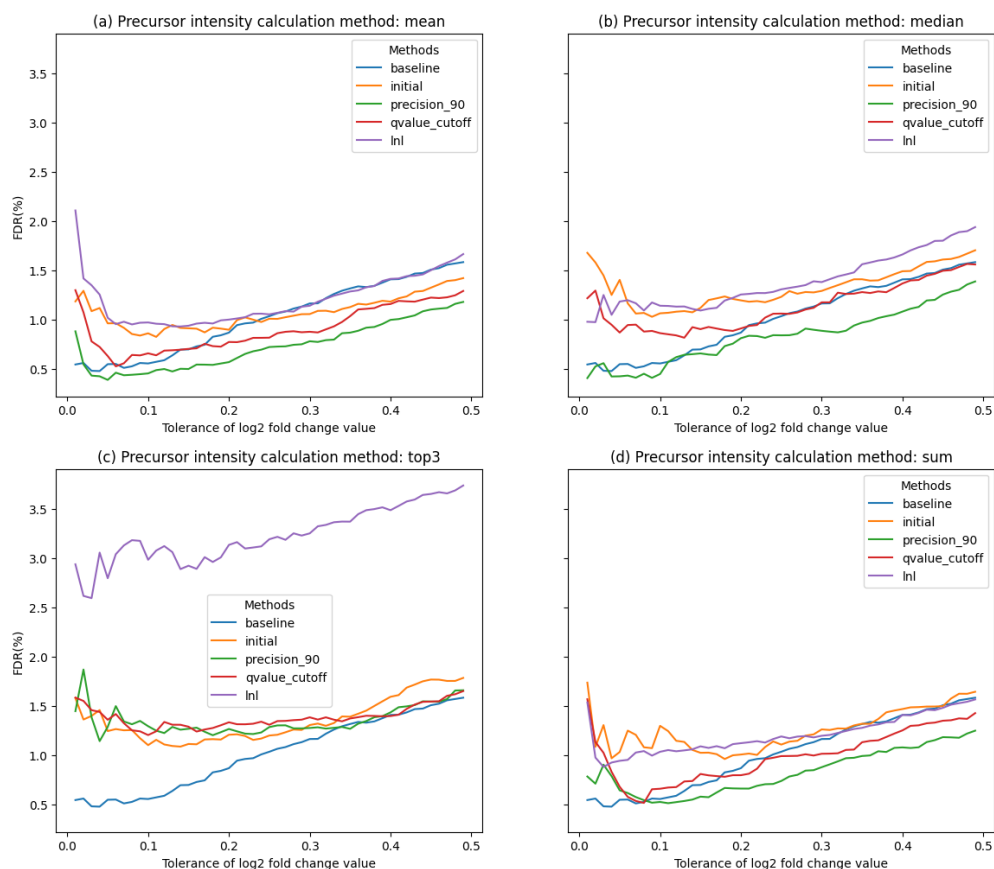 (a) Precursor intensity calculation method: mean
Methods
baseline
initial
precision_90
qvalue_cutoff
lnl
3.5
3.0
2.5
2.0
1.5
1.0
0.5
FDR(%)
0.0 0.1 0.2 0.3 0.4 0.5
Tolerance of log2 fold change value
(b) Precursor intensity calculation method: median
Methods
baseline
initial
precision_90
qvalue_cutoff
lnl
0.0 0.1 0.2 0.3 0.4 0.5
Tolerance of log2 fold change value
(c) Precursor intensity calculation method: top3
3.5
3.0
2.5
2.0
1.5
1.0
0.5
FDR(%)
Methods
baseline
initial
precision_90
qvalue_cutoff
lnl
0.0 0.1 0.2 0.3 0.4 0.5
Tolerance of log2 fold change value
(d) Precursor intensity calculation method: sum
Methods
baseline
initial
precision_90
qvalue_cutoff
lnl
0.0 0.1 0.2 0.3 0.4 0.5
Tolerance of log2 fold change value